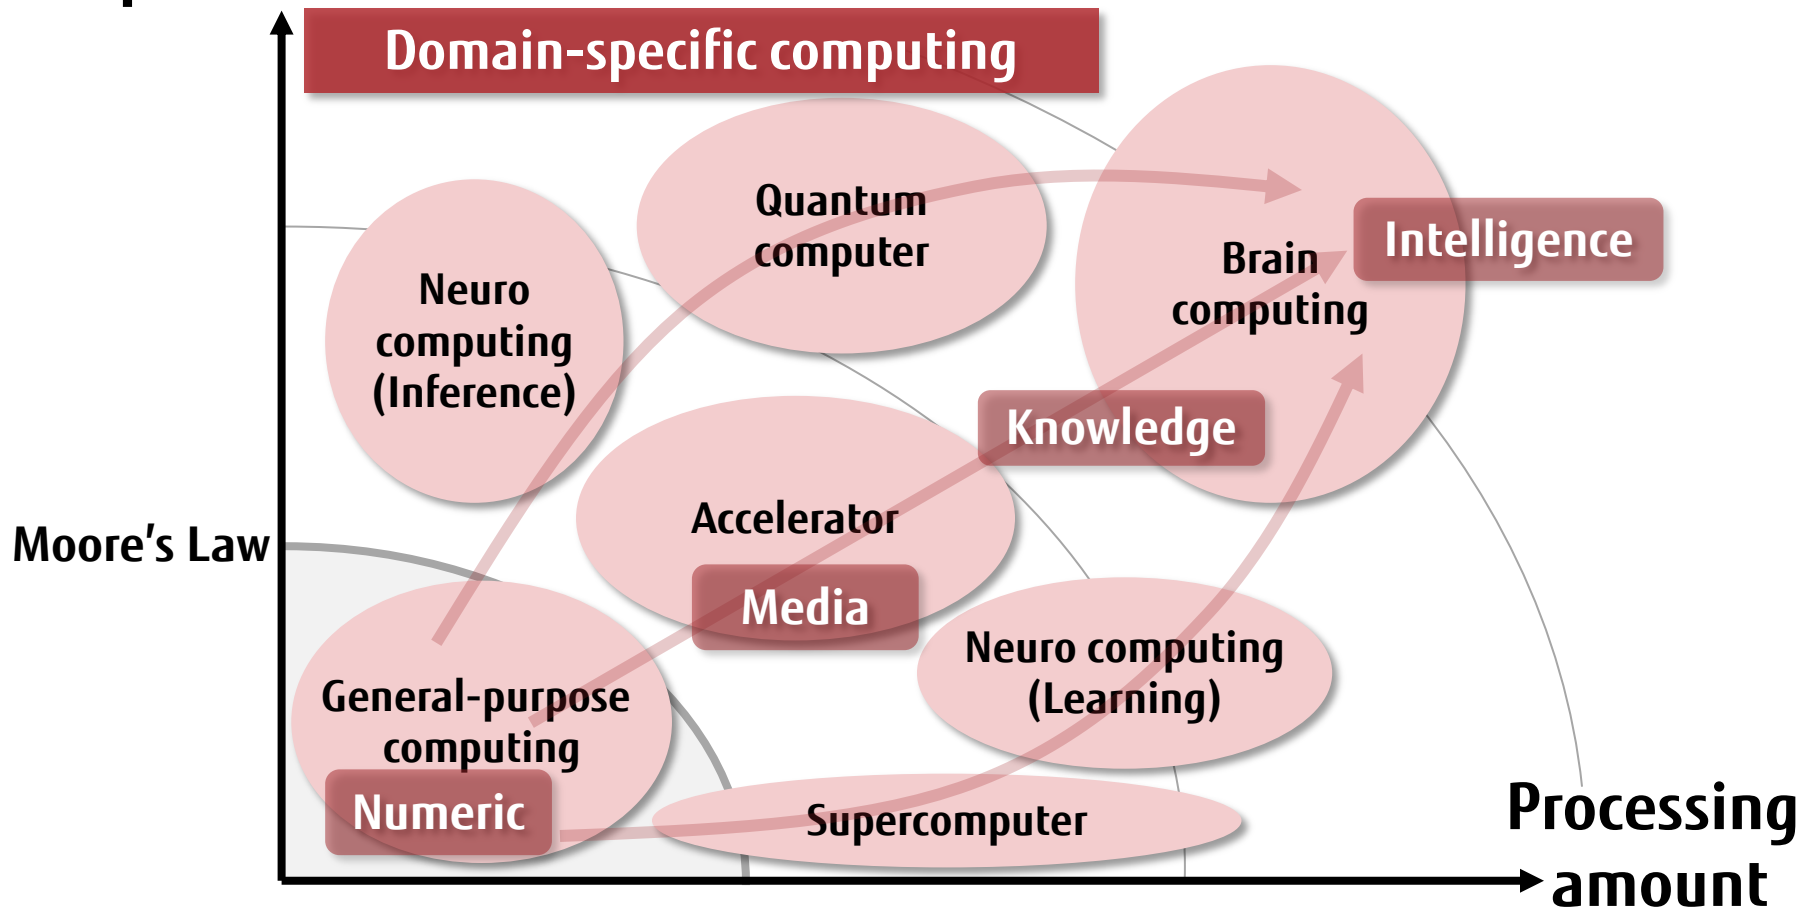 Domain-specific computing
Quantum
computer
Neuro
computing
(Inference)
Brain
computing
Intelligence
Knowledge
Accelerator
Media
Moore's Law
Neuro computing
(Learning)
General-purpose
computing
Numeric
Supercomputer
Processing
amount